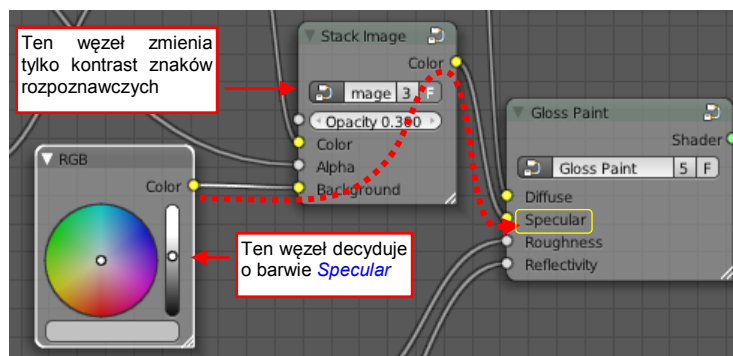 Ten węzeł zmienia
tylko kontrast znaków
rozpoznawczych
Stack Image
Color
mage 3 F
Opacity 0.300
Color
Alpha
Background
RGB
Color
Ten węzeł decyduje
o barwie Specular
Gloss Paint
Shader
Gloss Paint 5 F
Diffuse
Specular
Roughness
Reflectivity